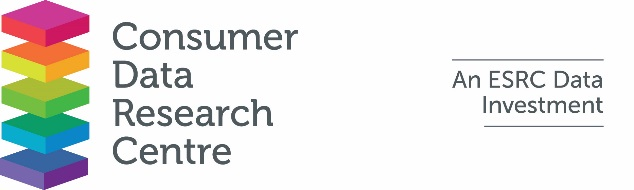 Consumer
Data
Research
Centre
An ESRC Data
Investment